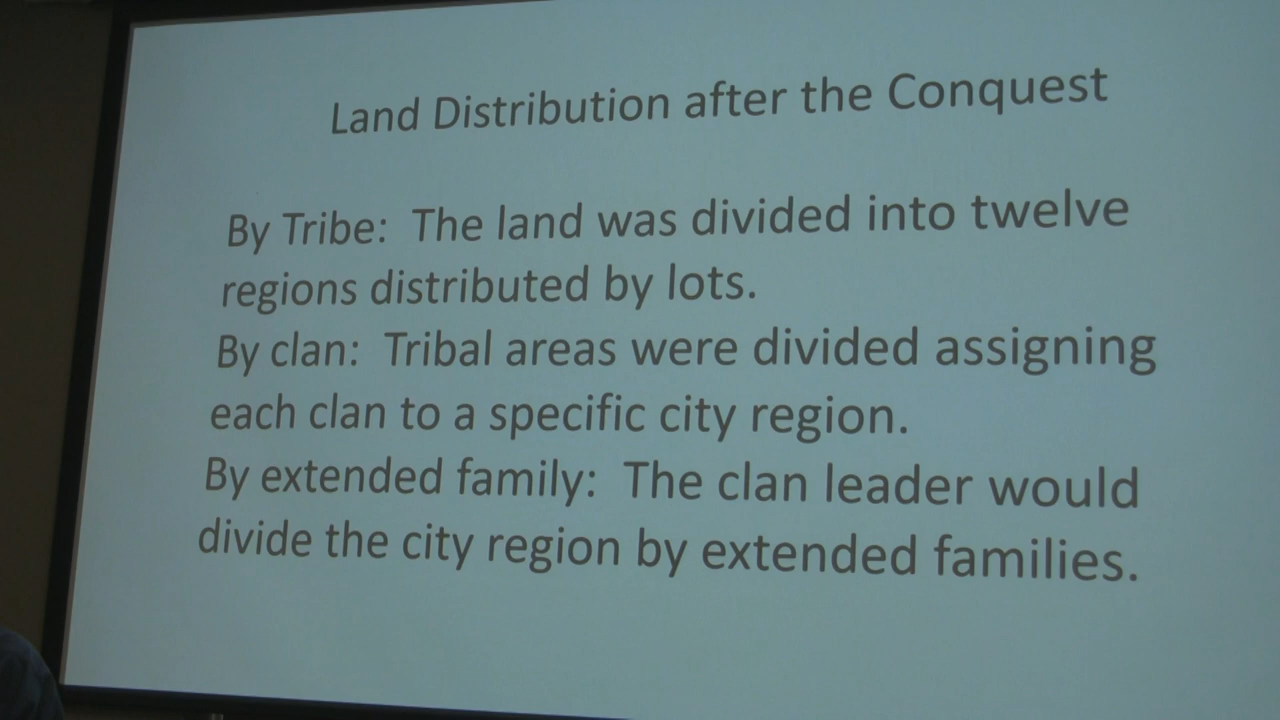 Land Distribution after the Conquest
By Tribe: The land was divided into twelve
regions distributed by lots.
By clan: Tribal areas were divided assigning
each clan to a specific city region.
By extended family: The clan leader would
divide the city region by extended families.